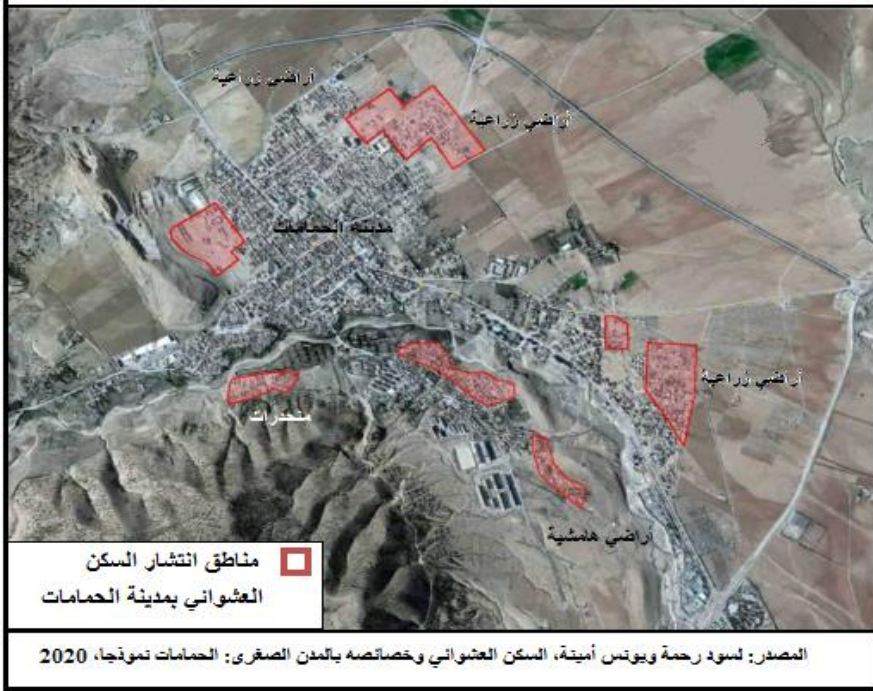 أراضي زراعية
أراضي زراعية
مدينة الحمامات
أراضي زراعية
منحدرات
أراضي هامشية
مناطق انتشار السكن
العشوائي بمدينة الحمامات
المصدر: لسود رحمة ويونس أمينة، السكن العشوائي وخصائصه بالمدن الصغرى: الحمامات نموذجا، 2020